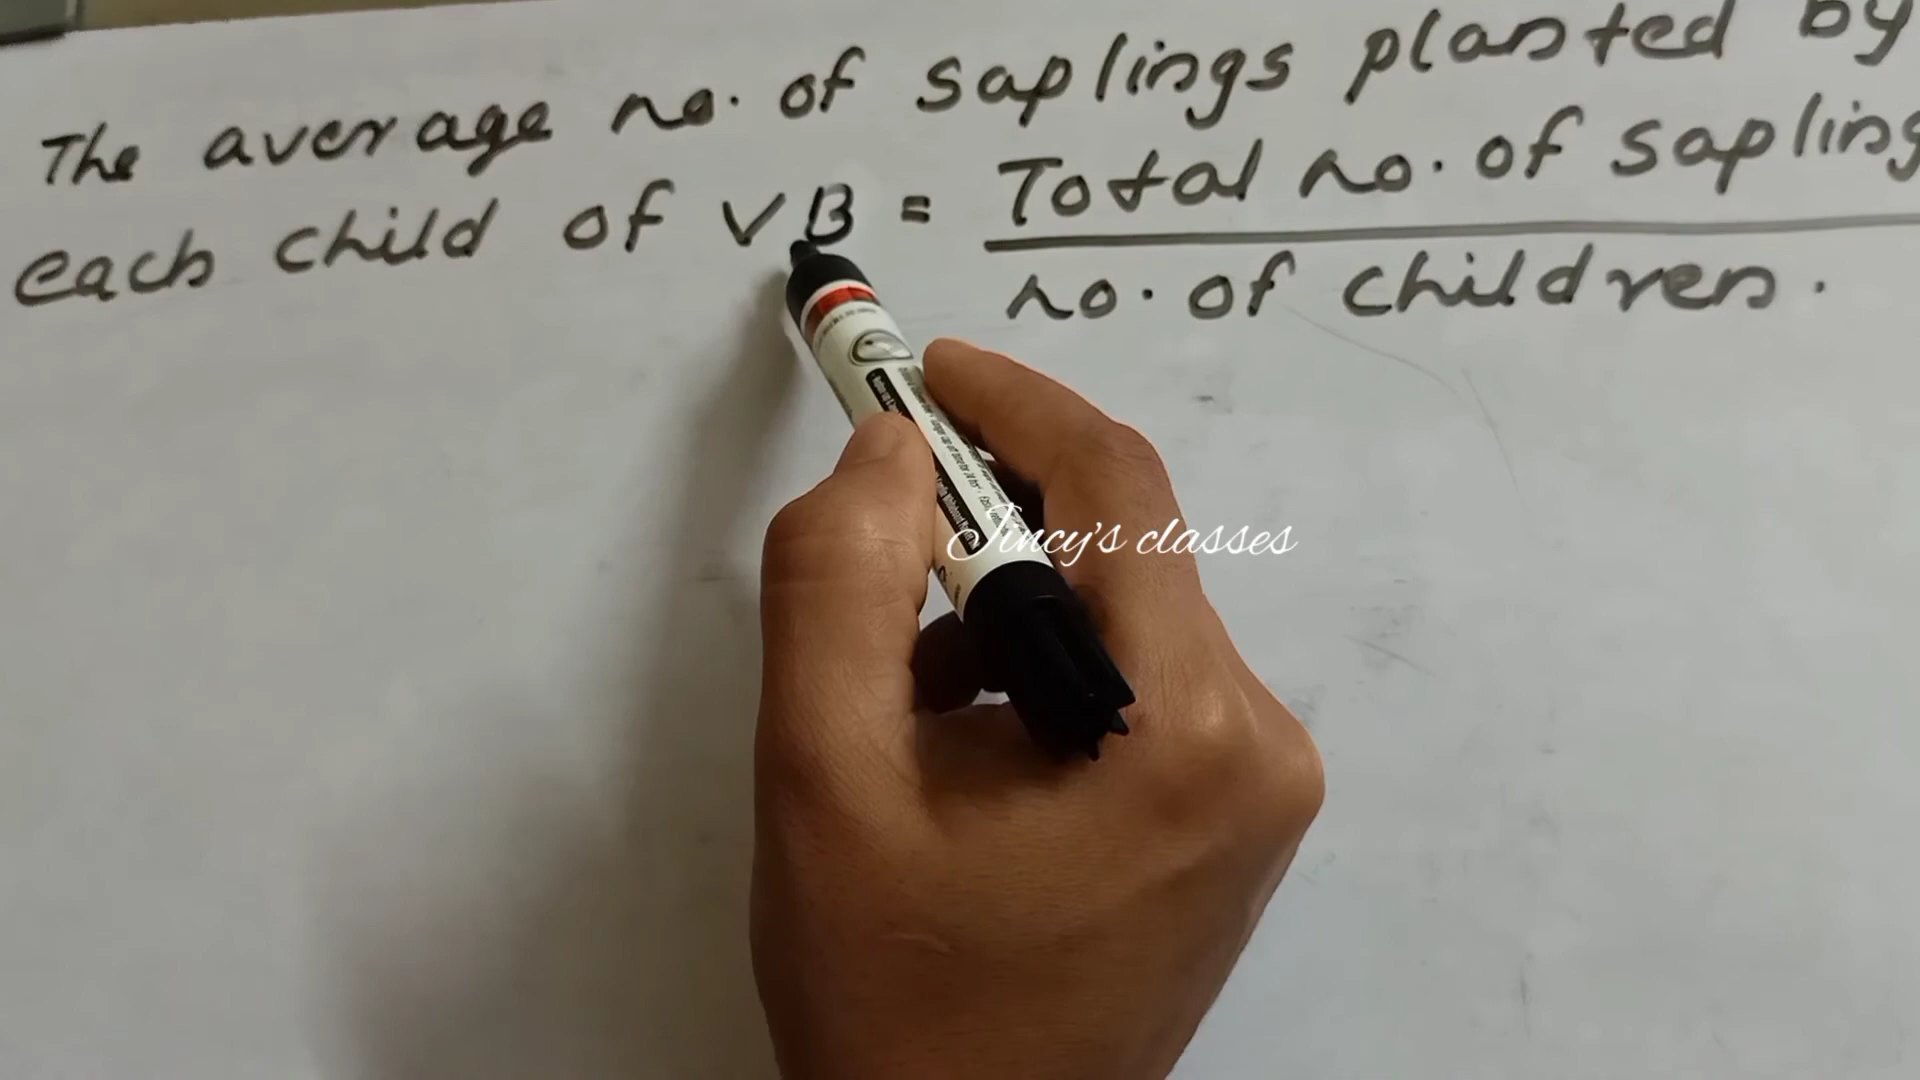 The average no. of saplings planted by
each child of VB = Total no. of sapling
no. of children.
Jincy's classes